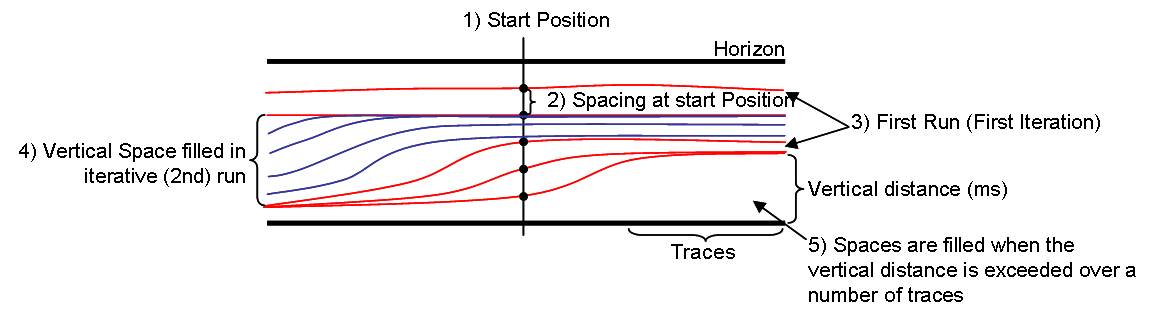 1) Start Position
Horizon
2) Spacing at start Position
3) First Run (First Iteration)
4) Vertical Space filled in
iterative (2nd) run
Vertical distance (ms)
Traces
5) Spaces are filled when the
vertical distance is exceeded over a
number of traces